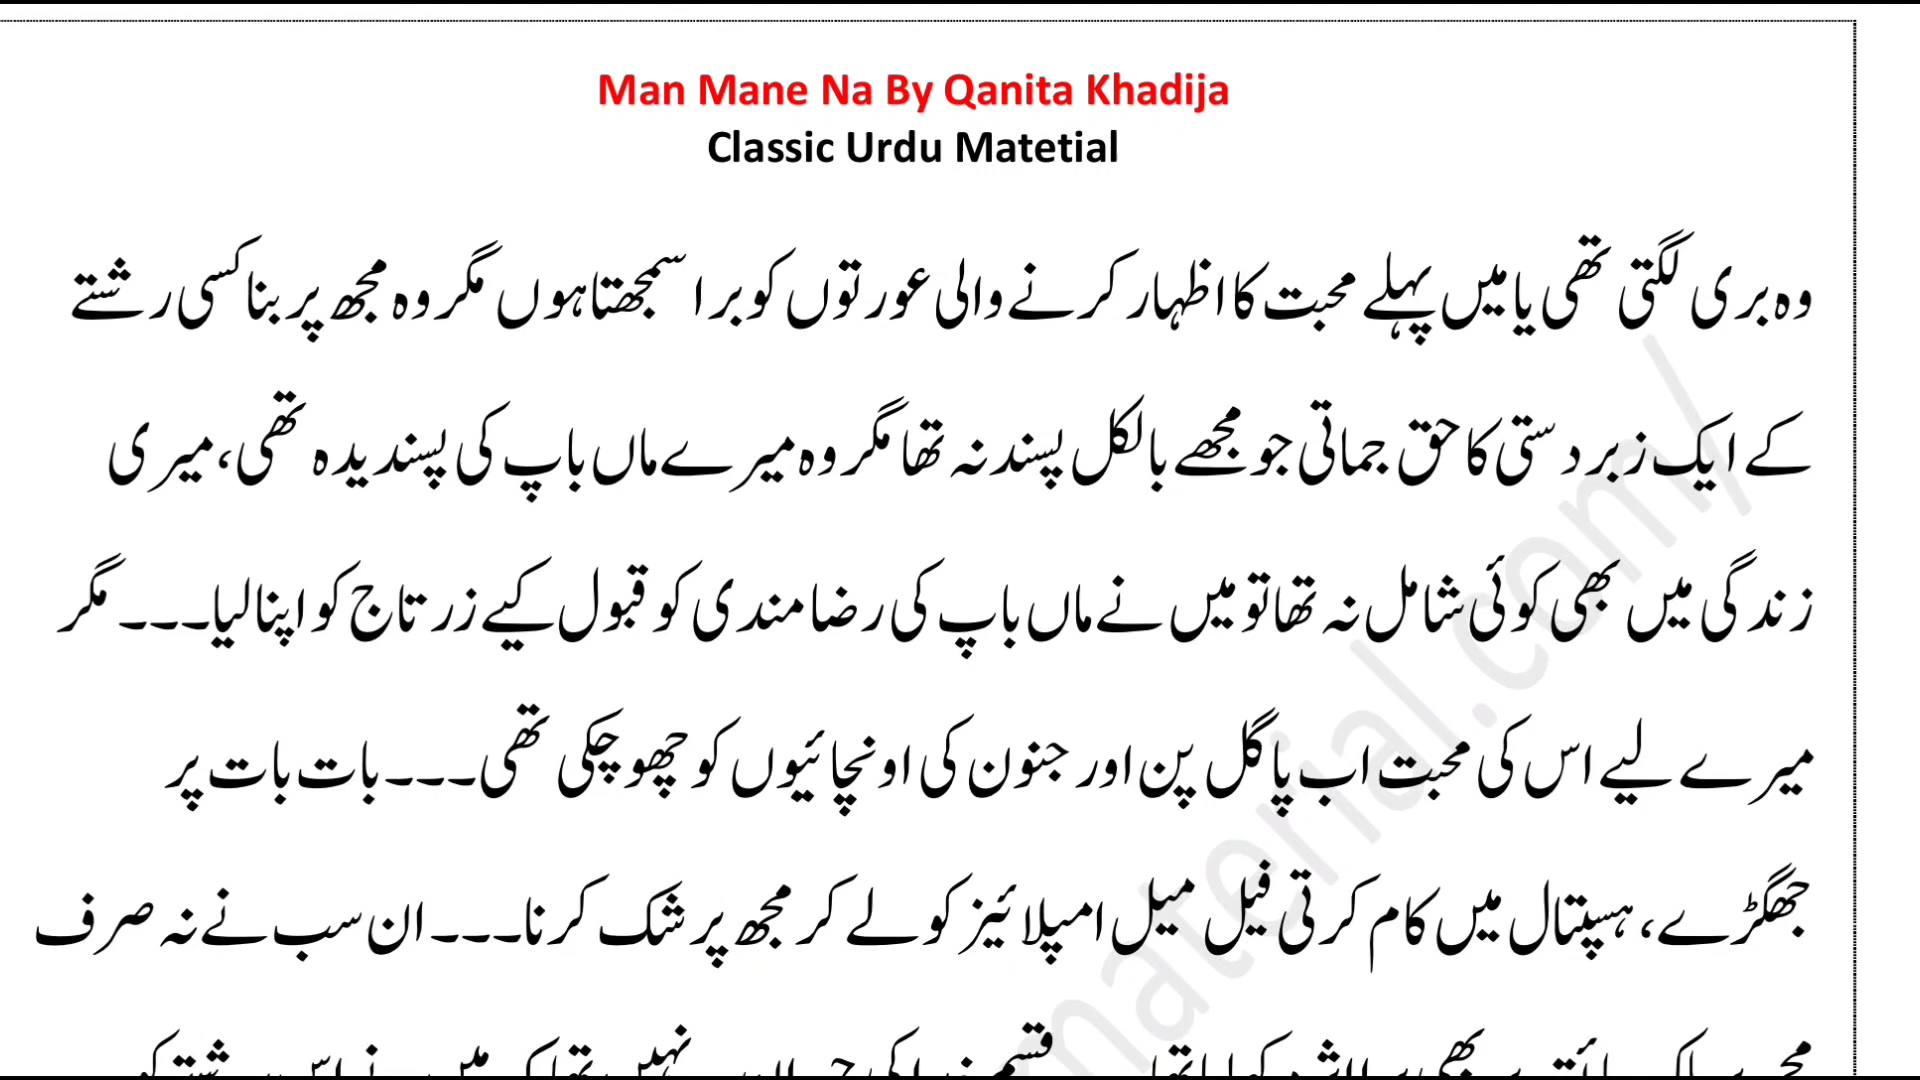 Man Mane Na By Qanita Khadija
Classic Urdu Matetial
وہ بری لگتی تھی یا میں پہلے محبت کا اظہار کرنے والی عورتوں کو برا سمجھتا ہوں مگر وہ مجھ پر بنا کسی رشتے
کے ایک زبردستی کا حق جماتی جو مجھے بالکل پسند نہ تھا مگر وہ میرے ماں باپ کی پسندیدہ تھی، میری
زندگی میں بھی کوئی شامل نہ تھا تو میں نے ماں باپ کی رضامندی کو قبول کیے زرتاج کو اپنا لیا۔۔۔ مگر
میرے لیے اس کی محبت اب پاگل پن اور جنون کی اونچائیوں کو چھو چکی تھی۔۔۔ بات بات پر
جھگڑے، ہسپتال میں کام کرتی فیل میل امپلائیز کو لے کر مجھ پر شک کرنا۔۔۔ ان سب نے نہ صرف
material.com/